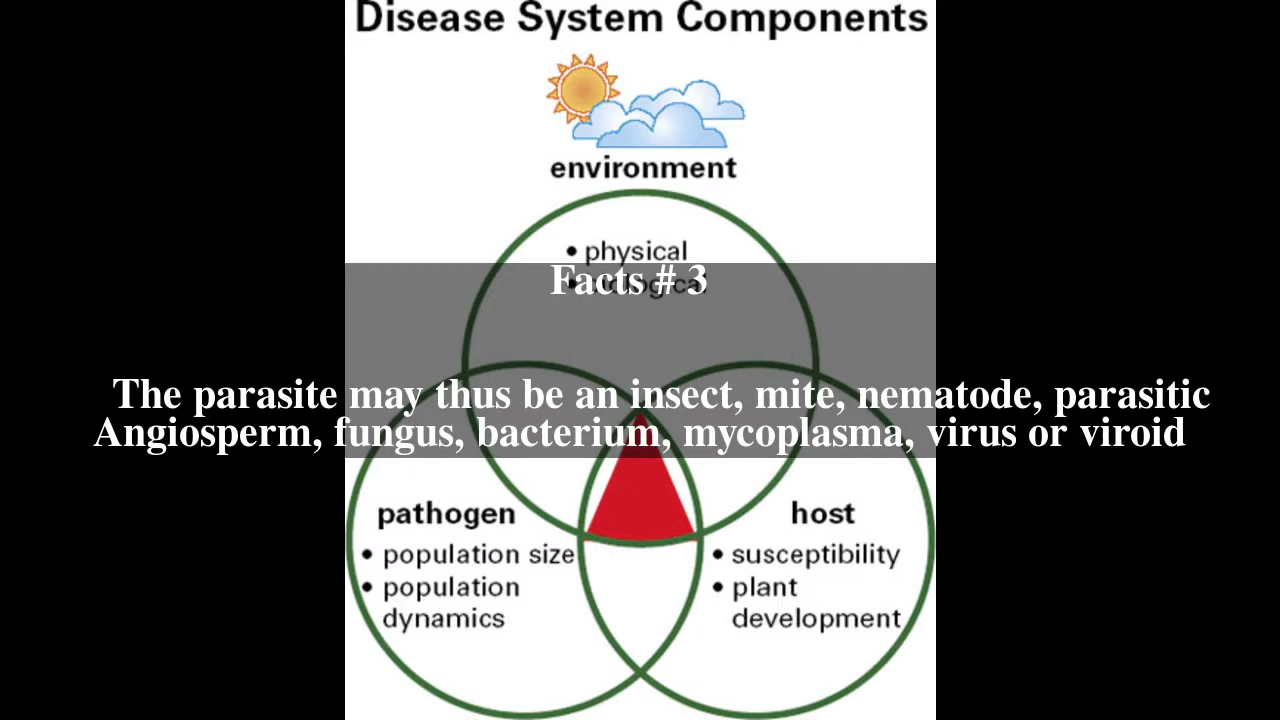 Disease System Components
environment
• physical
• biological
Facts # 3
The parasite may thus be an insect, mite, nematode, parasitic
Angiosperm, fungus, bacterium, mycoplasma, virus or viroid
pathogen
• population size
• population
dynamics
host
• susceptibility
• plant
development